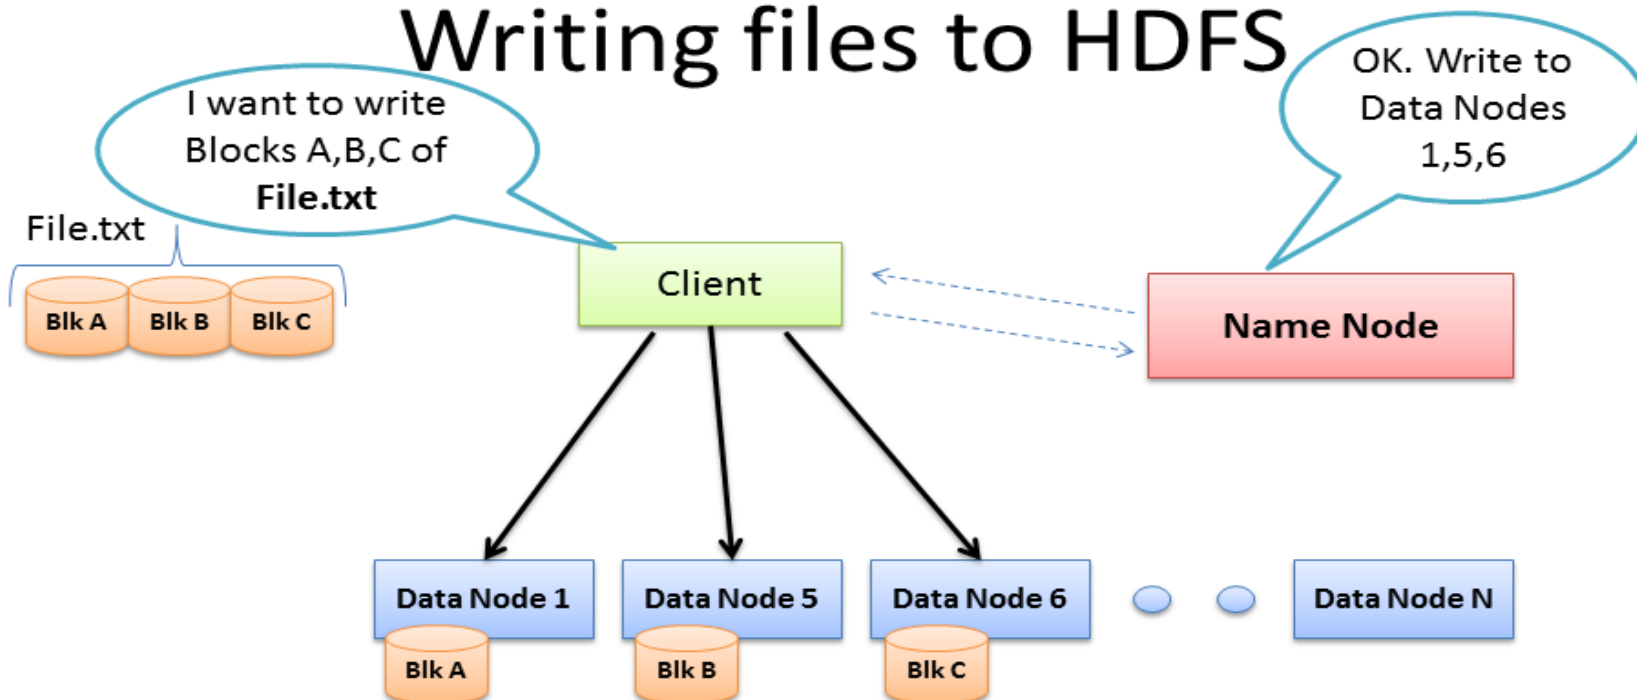 Writing files to HDFS
I want to write
Blocks A,B,C of
File.txt
OK. Write to
Data Nodes
1,5,6
File.txt
Blk A
Blk B
Blk C
Client
Name Node
Data Node 1
Data Node 5
Data Node 6
Data Node N
Blk A
Blk B
Blk C